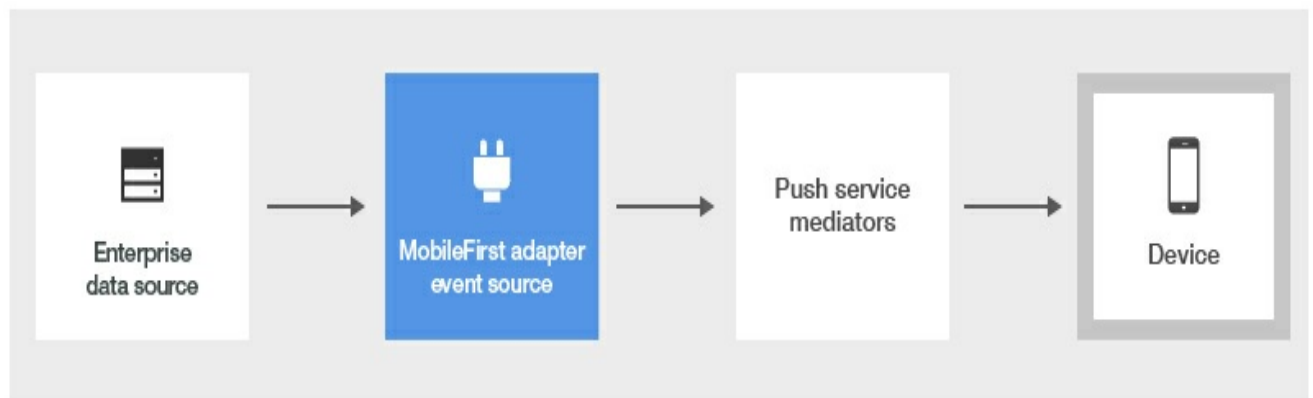 Enterprise
data source
MobileFirst adapter
event source
Push service
mediators
Device